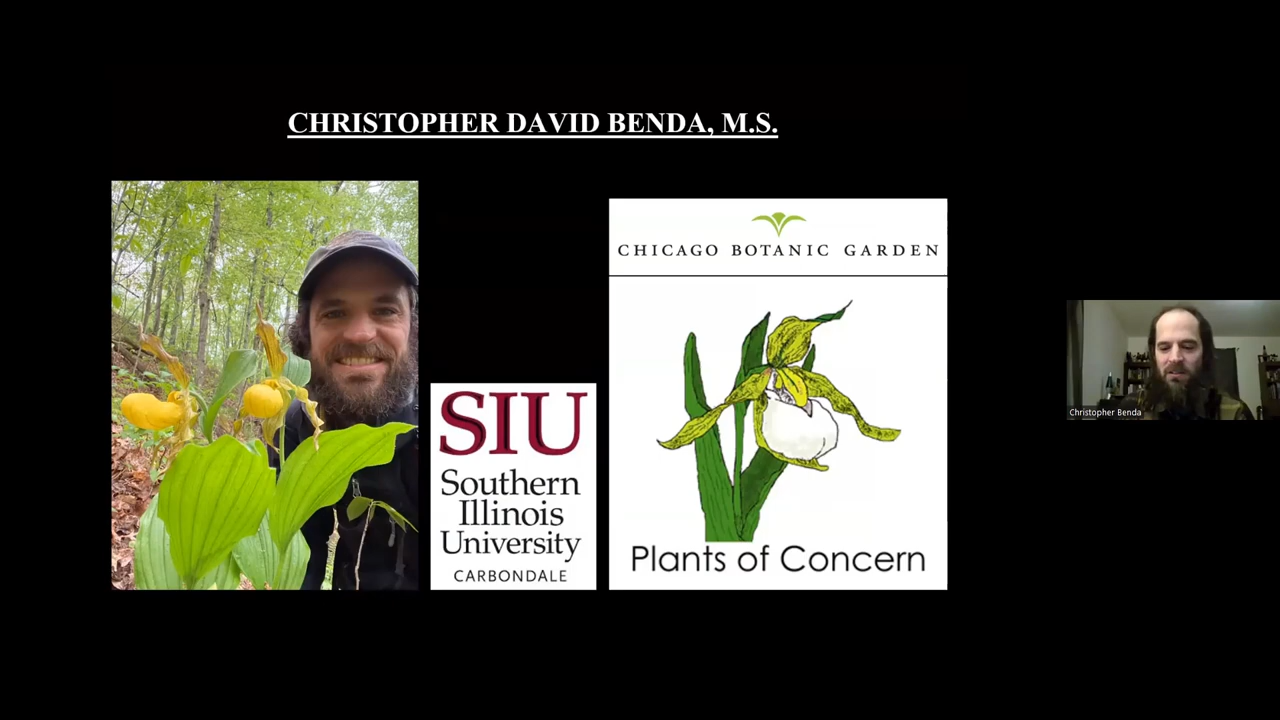 CHRISTOPHER DAVID BENDA, M.S.
CHICAGO BOTANIC GARDEN
SIU
Southern
Illinois
University
CARBONDALE
Plants of Concern
Christopher Benda